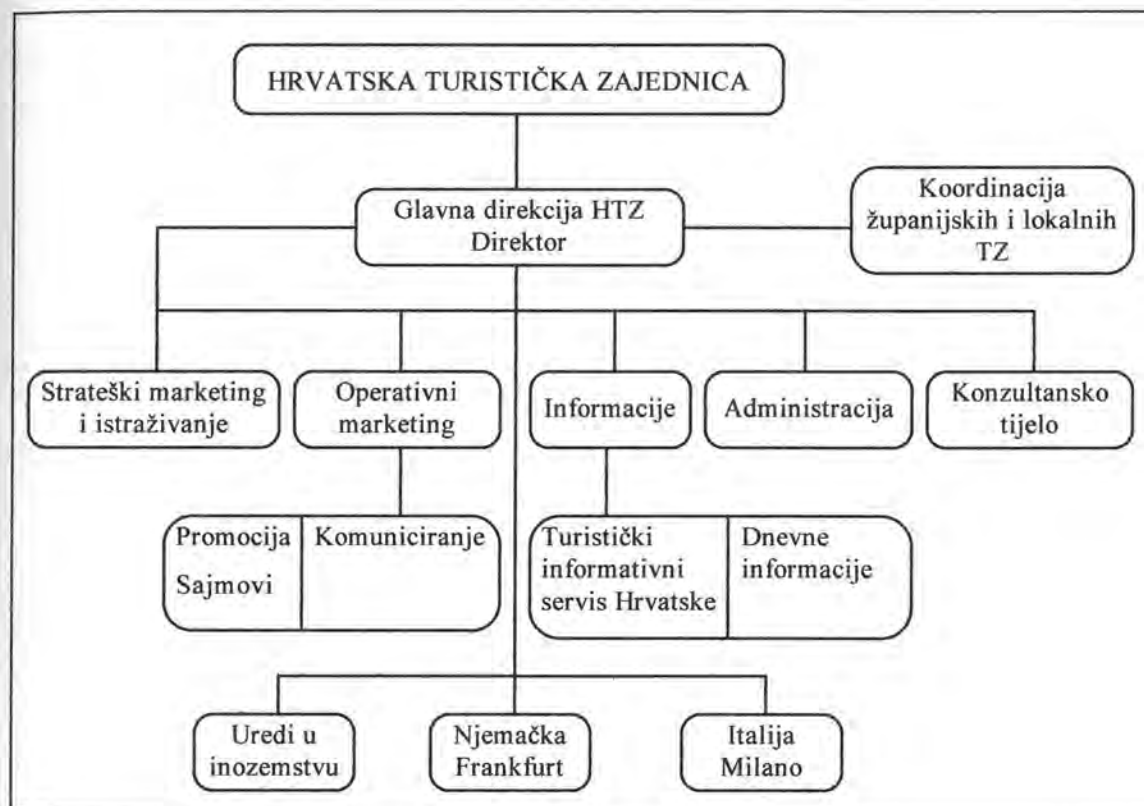 HRVATSKA TURISTIČKA ZAJEDNICA
Glavna direkcija HTZ
Direktor
Koordinacija
županijskih i lokalnih
TZ
Strateški marketing
i istraživanje
Operativni
marketing
Informacije
Administracija
Konzultansko
tijelo
Promocija
Sajmovi
Komuniciranje
Turistički
informativni
servis Hrvatske
Dnevne
informacije
Uredi u
inozemstvu
Njemačka
Frankfurt
Italija
Milano